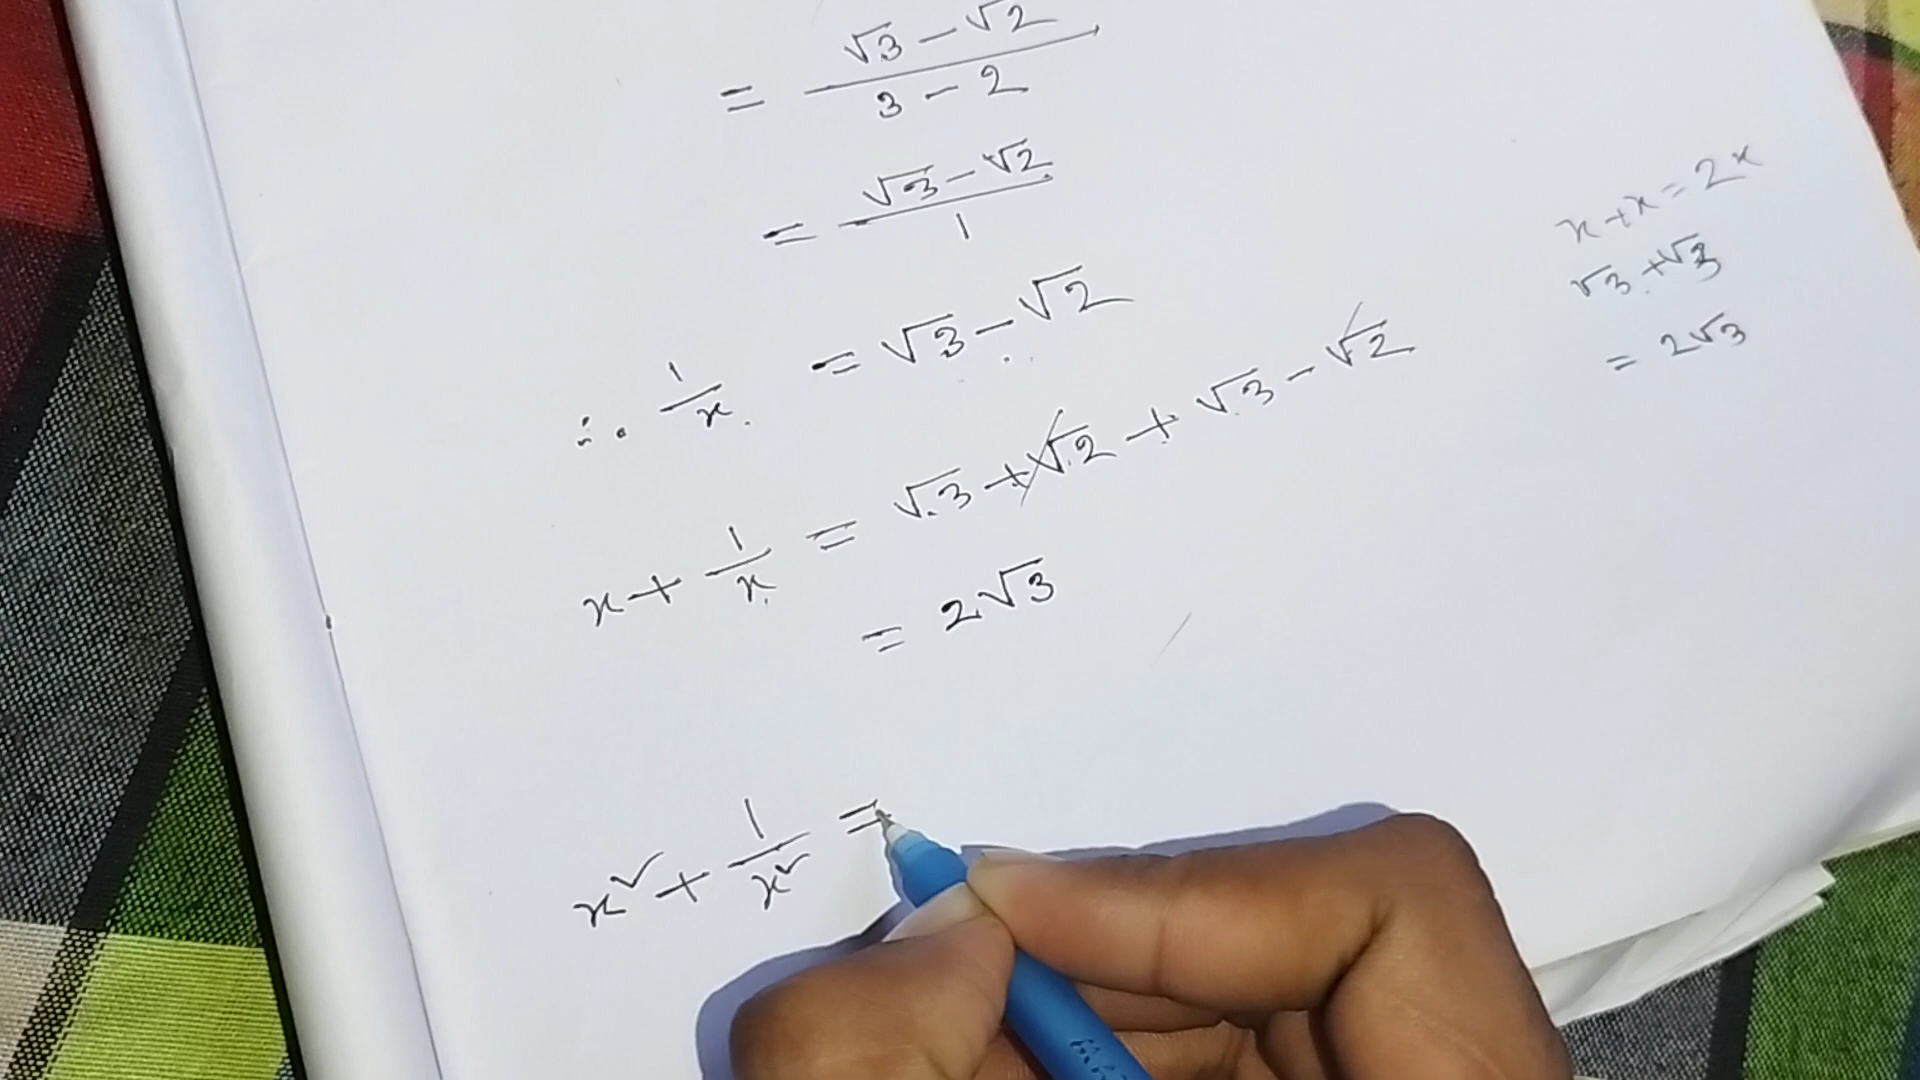 = (√3 - √2) / (3 - 2)
= (√3 - √2) / 1
∴ 1/x = √3 - √2
x + 1/x = √3 + √2 + √3 - √2
= 2√3
x² + 1/x² =
x + x = 2x
√3 + √3
= 2√3